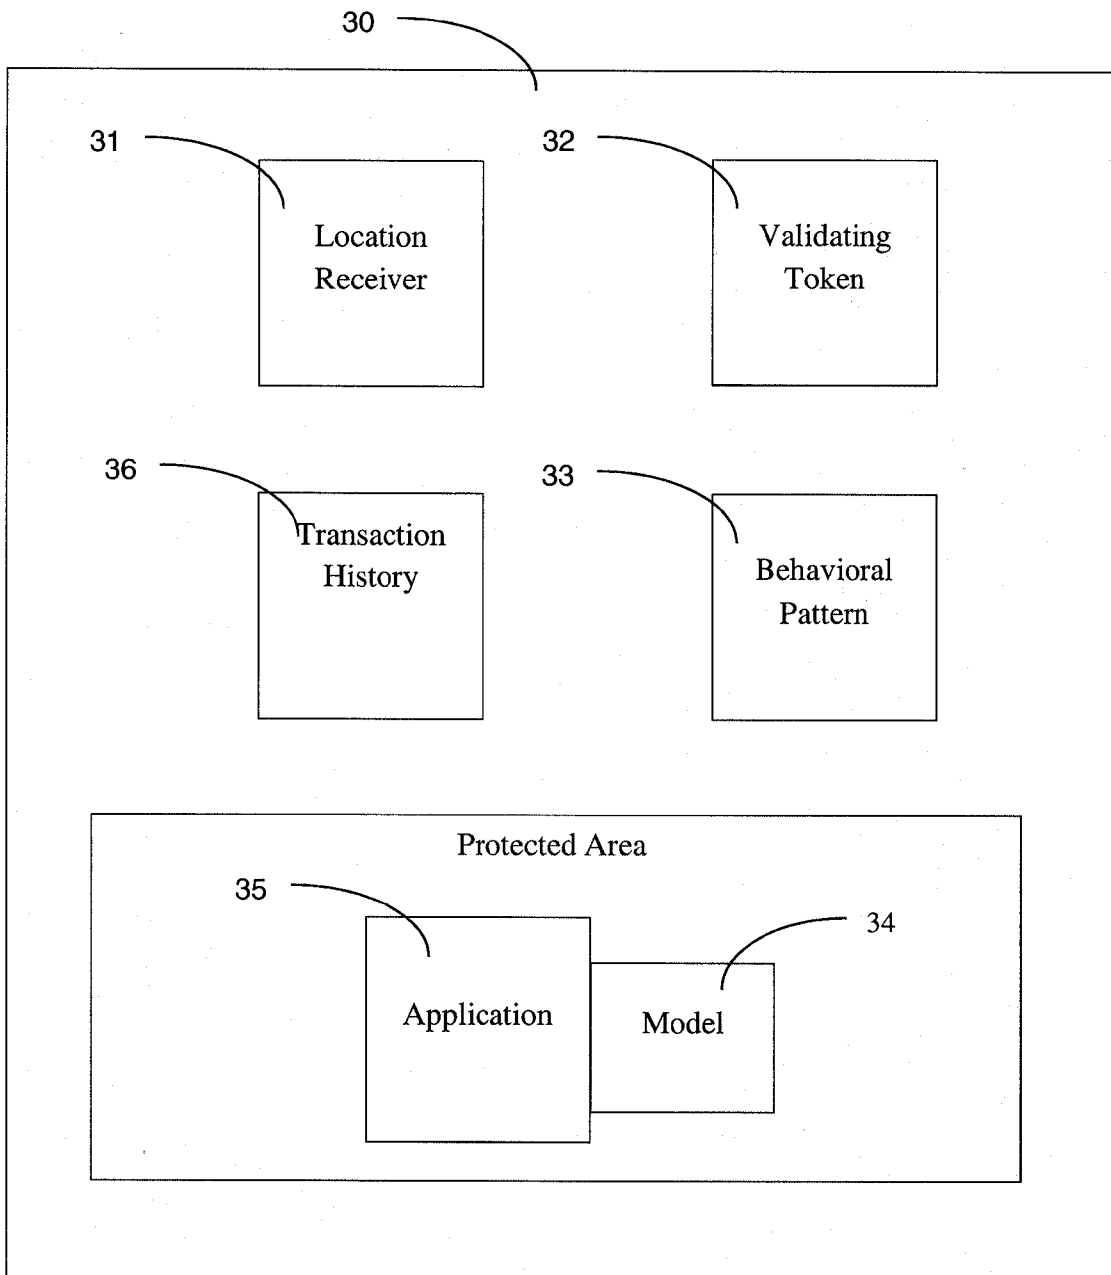 30
31
32
Location
Receiver
Validating
Token
36
33
Transaction
History
Behavioral
Pattern
Protected Area
35
34
Application
Model